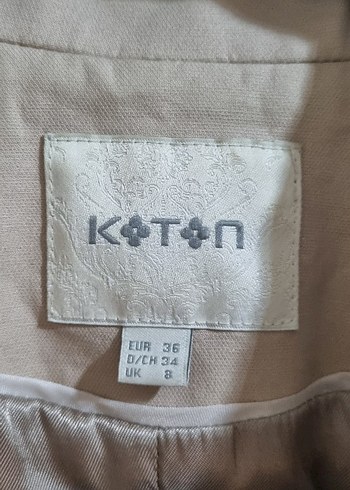 KOTON
EUR 36
D/CH 34
UK 8